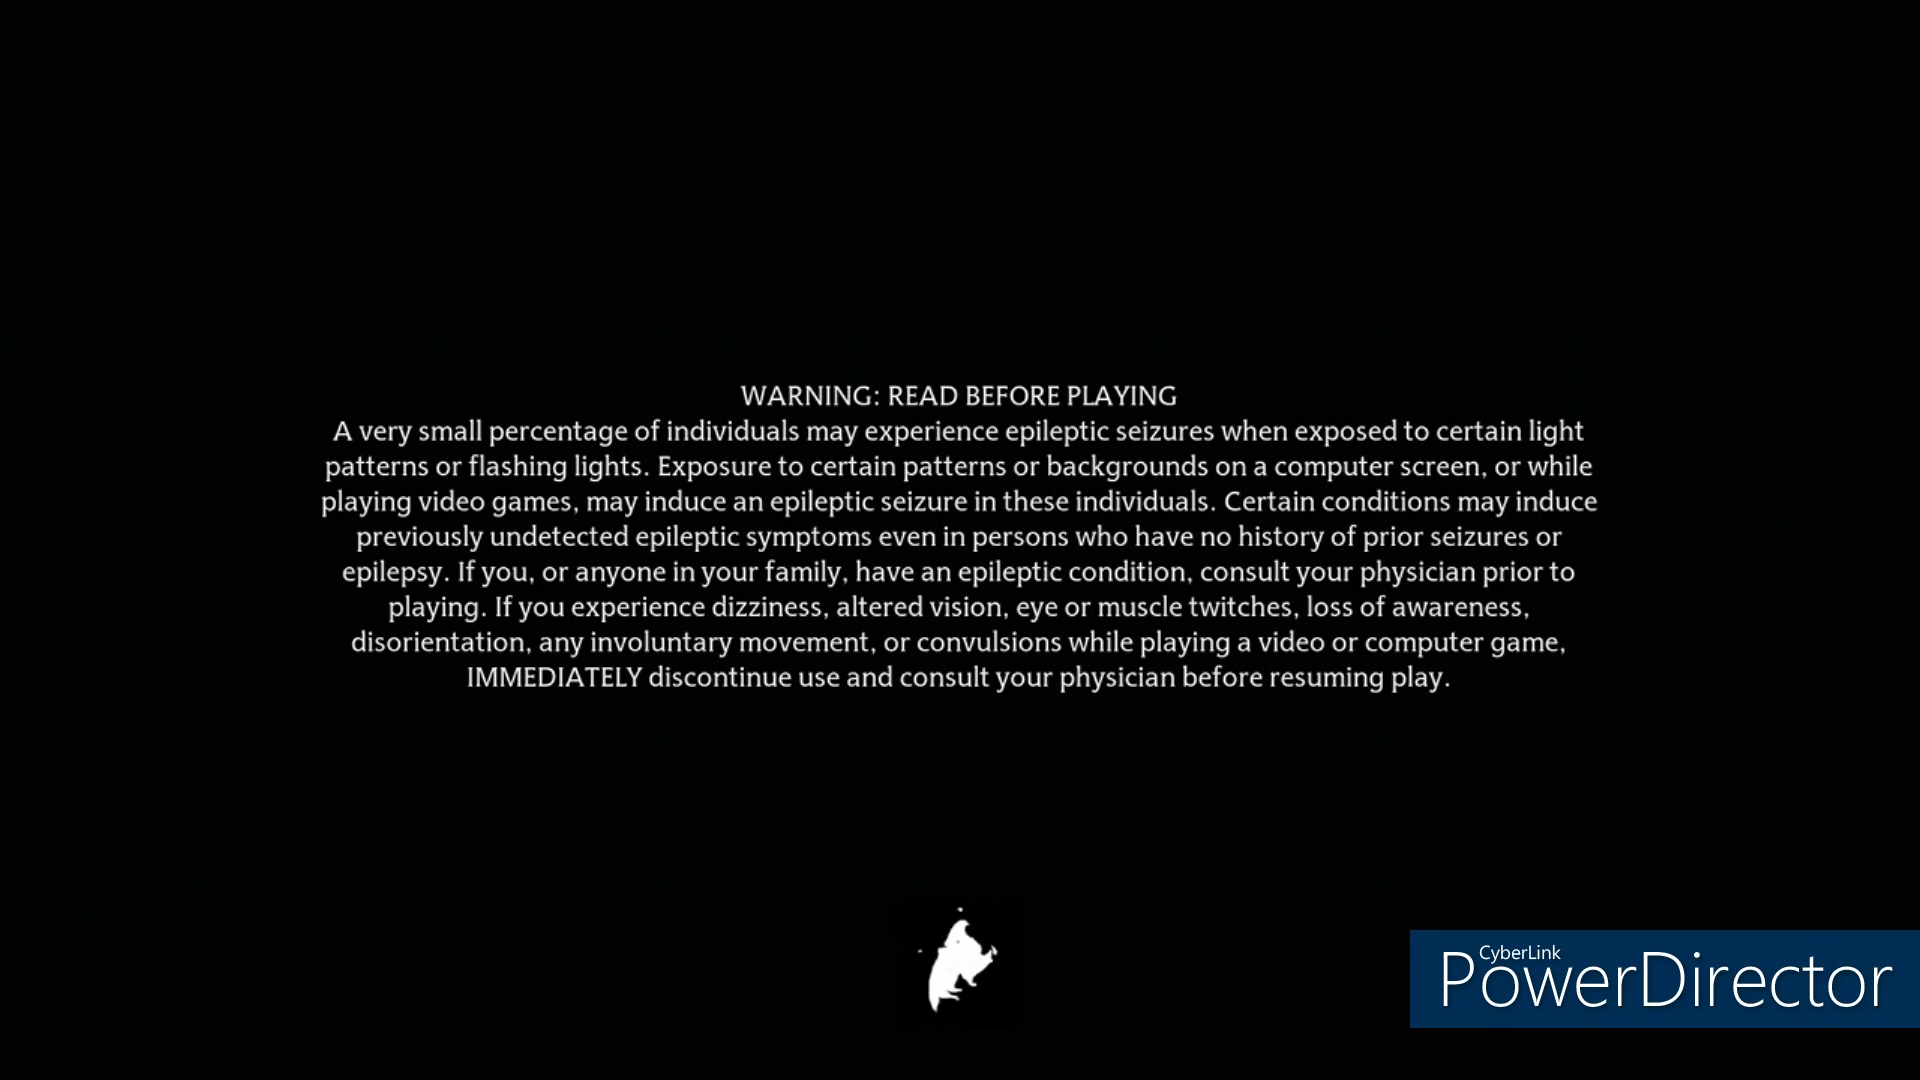 WARNING: READ BEFORE PLAYING
A very small percentage of individuals may experience epileptic seizures when exposed to certain light
patterns or flashing lights. Exposure to certain patterns or backgrounds on a computer screen, or while
playing video games, may induce an epileptic seizure in these individuals. Certain conditions may induce
previously undetected epileptic symptoms even in persons who have no history of prior seizures or
epilepsy. If you, or anyone in your family, have an epileptic condition, consult your physician prior to
playing. If you experience dizziness, altered vision, eye or muscle twitches, loss of awareness,
disorientation, any involuntary movement, or convulsions while playing a video or computer game,
IMMEDIATELY discontinue use and consult your physician before resuming play.
CyberLink
PowerDirector